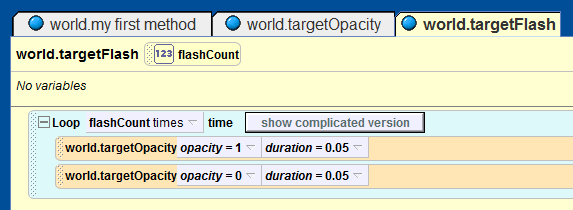 world.my first method world.targetOpacity world.targetFlash
world.targetFlash 123 flashCount
No variables
Loop flashCount times time show complicated version
world.targetOpacity opacity = 1 duration = 0.05
world.targetOpacity opacity = 0 duration = 0.05